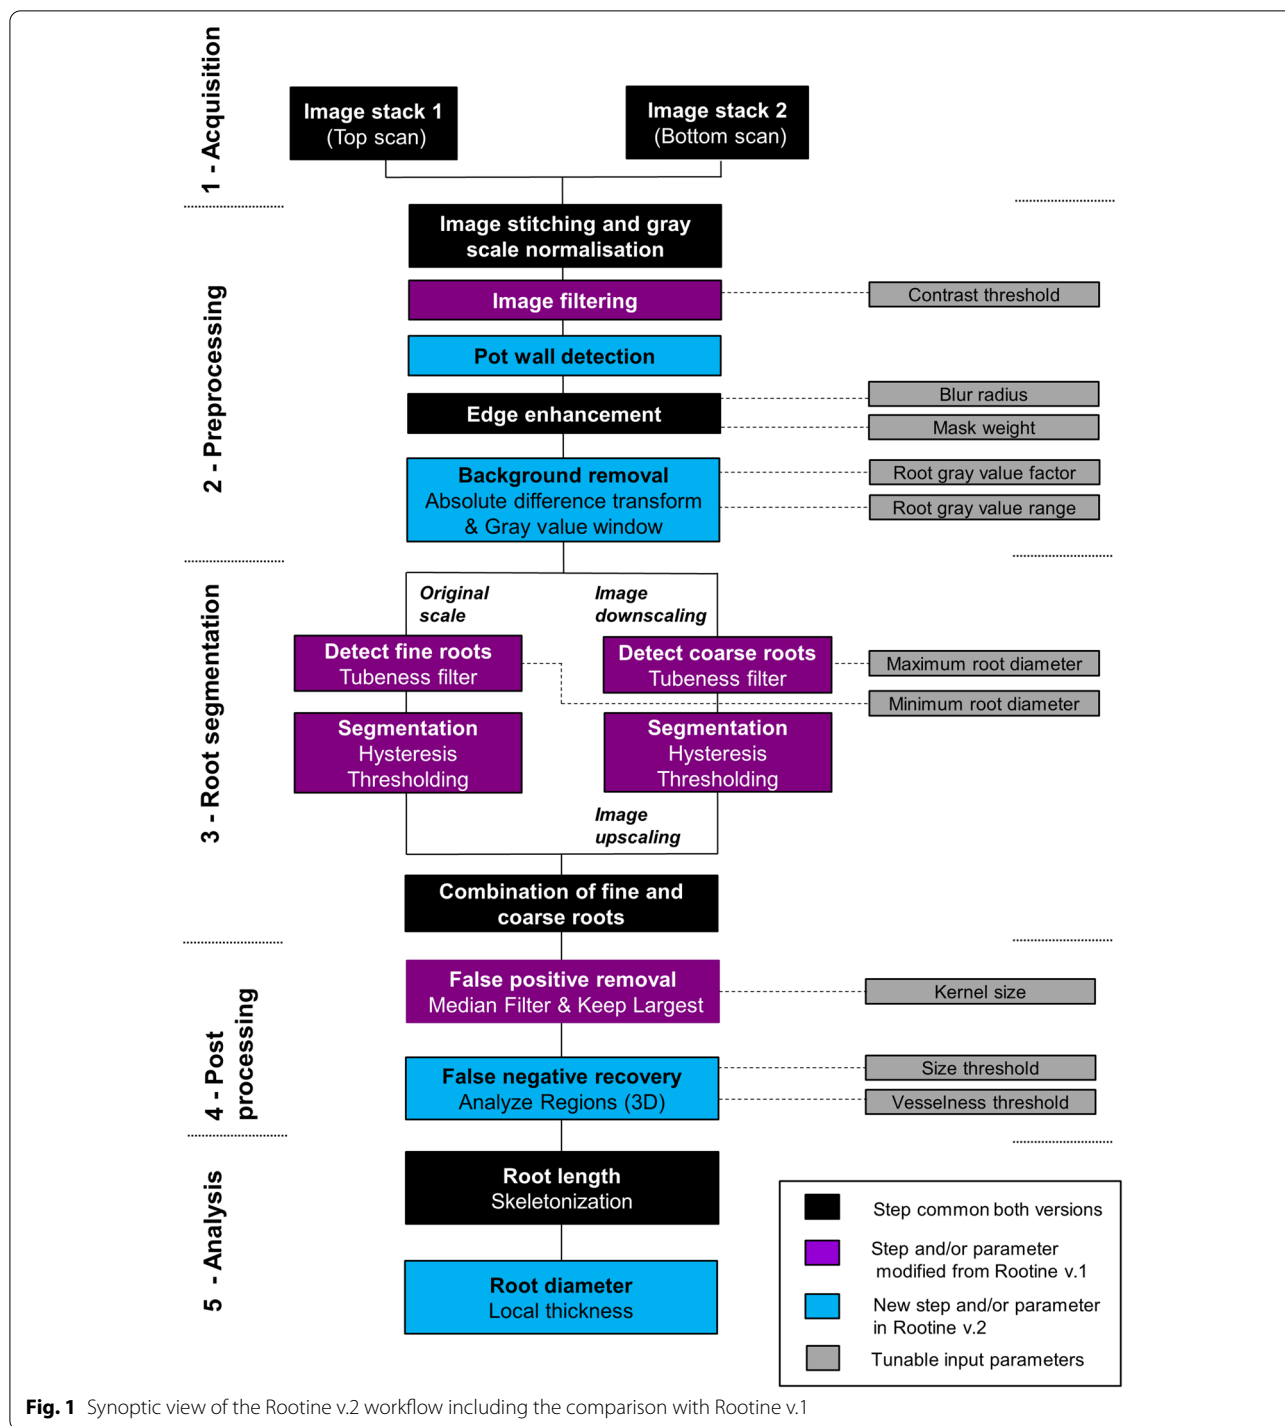 1 - Acquisition
Image stack 1
(Top scan)
Image stack 2
(Bottom scan)
2 - Preprocessing
Image stitching and gray
scale normalisation
Image filtering
Contrast threshold
Pot wall detection
Edge enhancement
Blur radius
Mask weight
Background removal
Absolute difference transform
& Gray value window
Root gray value factor
Root gray value range
3 - Root segmentation
Original
scale
Image
downscaling
Detect fine roots
Tubeness filter
Detect coarse roots
Tubeness filter
Maximum root diameter
Minimum root diameter
Segmentation
Hysteresis
Thresholding
Segmentation
Hysteresis
Thresholding
Image
upscaling
Combination of fine and
coarse roots
4 - Post
processing
False positive removal
Median Filter & Keep Largest
Kernel size
False negative recovery
Analyze Regions (3D)
Size threshold
Vesselness threshold
5 - Analysis
Root length
Skeletonization
Root diameter
Local thickness
Step common both versions
Step and/or parameter
modified from Rootine v.1
New step and/or parameter
in Rootine v.2
Tunable input parameters
Fig. 1 Synoptic view of the Rootine v.2 workflow including the comparison with Rootine v.1